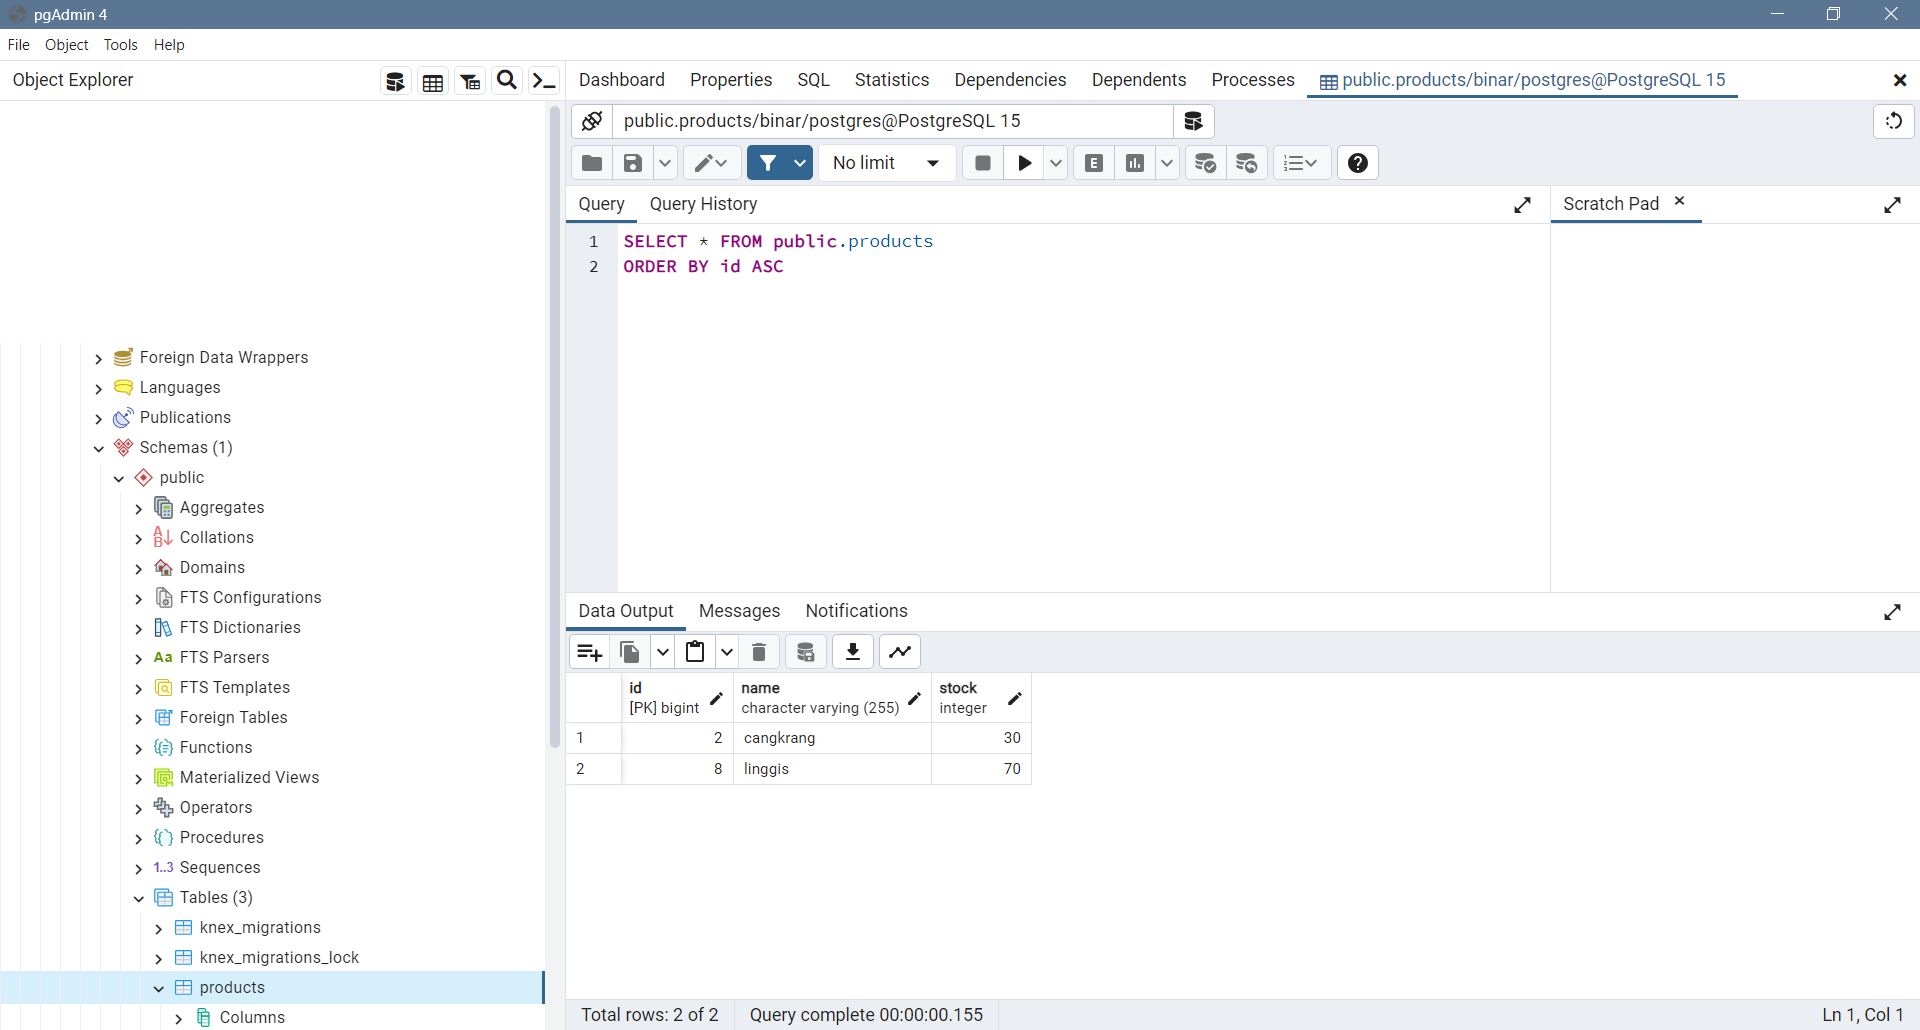 pgAdmin 4
File Object Tools Help
Object Explorer
Dashboard Properties SQL Statistics Dependencies Dependents Processes public.products/binar/postgres@PostgreSQL 15
public.products/binar/postgres@PostgreSQL 15
No limit
E
Query Query History
Scratch Pad
1 SELECT * FROM public.products
2 ORDER BY id ASC
Foreign Data Wrappers
Languages
Publications
Schemas (1)
public
Aggregates
Collations
Domains
FTS Configurations
FTS Dictionaries
Aa FTS Parsers
FTS Templates
Foreign Tables
Functions
Materialized Views
Operators
Procedures
1..3 Sequences
Tables (3)
knex_migrations
knex_migrations_lock
products
Columns
Data Output Messages Notifications
id name stock
[PK] bigint character varying (255) integer
1 2 cangkrang 30
2 8 linggis 70
Total rows: 2 of 2 Query complete 00:00:00.155 Ln 1, Col 1